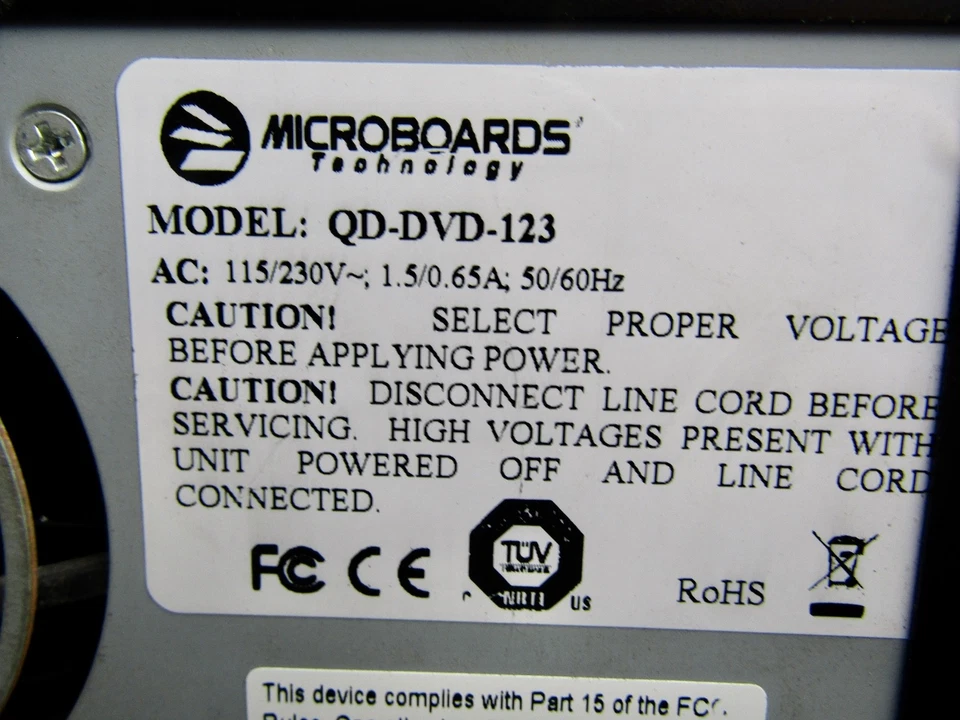 MICROBOARDS
Technology
MODEL: QD-DVD-123
AC: 115/230V~; 1.5/0.65A; 50/60Hz
CAUTION! SELECT PROPER VOLTAGE
BEFORE APPLYING POWER.
CAUTION! DISCONNECT LINE CORD BEFORE
SERVICING. HIGH VOLTAGES PRESENT WITH
UNIT POWERED OFF AND LINE CORD
CONNECTED.
FC CE TÜV
NRTL
C US RoHS
This device complies with Part 15 of the FCC